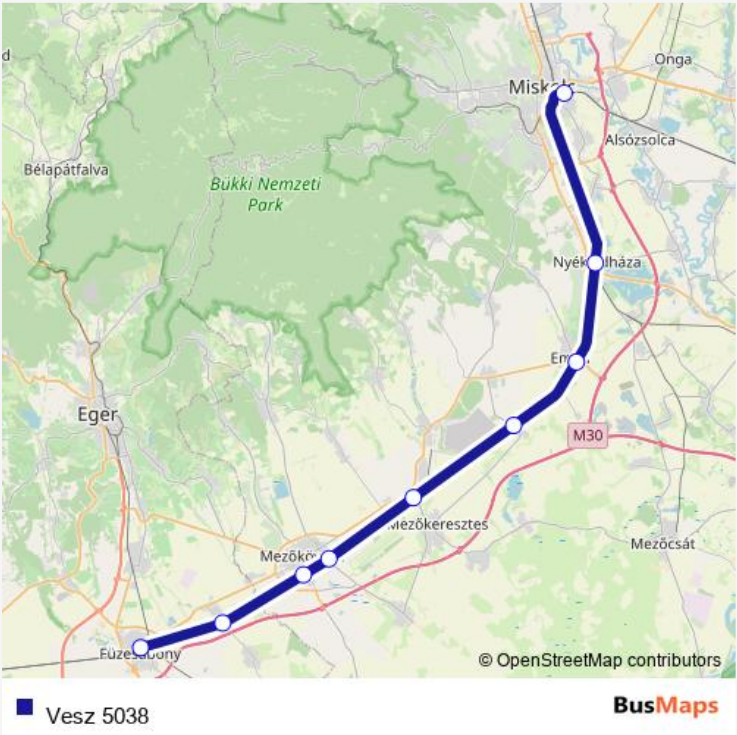 d
Onga
Alsózsolca
Bélapátfalva
Bükki Nemzeti
Park
Eger
M30
Mezőkeresztes
Mezőcsát
© OpenStreetMap contributors
Vesz 5038
BusMaps